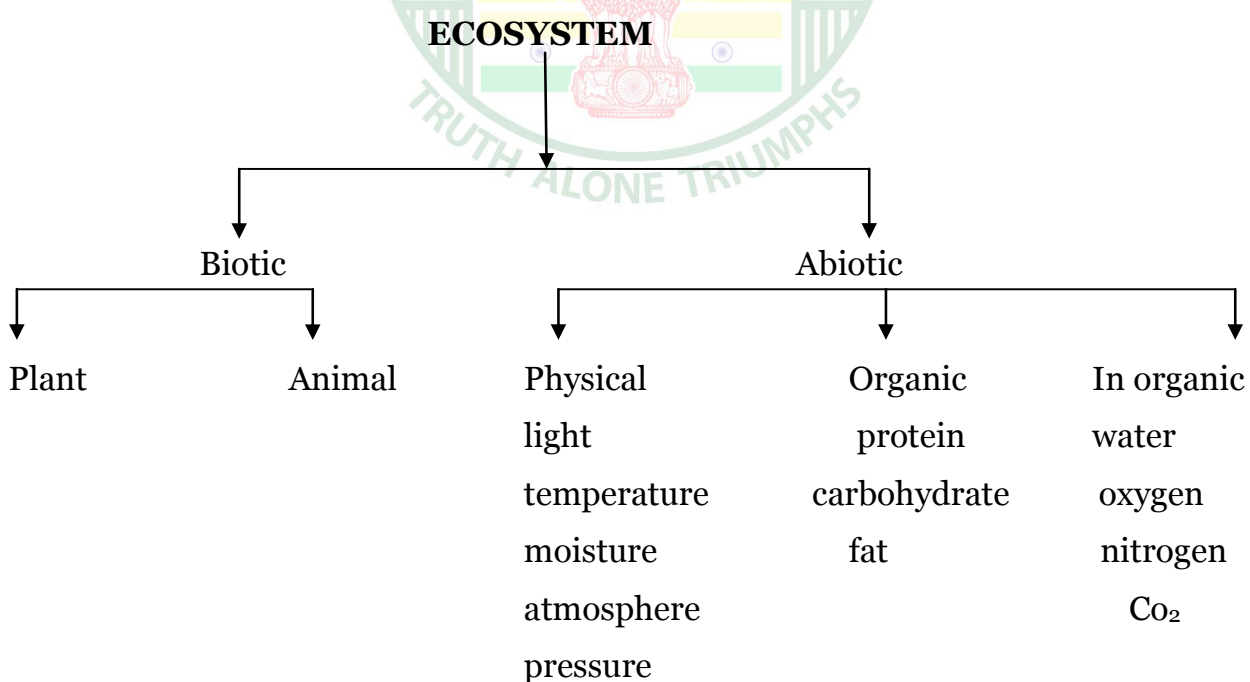 ECOSYSTEM
TRUTH ALONE TRIUMPHS
Biotic Abiotic
Plant Animal Physical Organic In organic
light protein water
temperature carbohydrate oxygen
moisture fat nitrogen
atmosphere Co₂
pressure